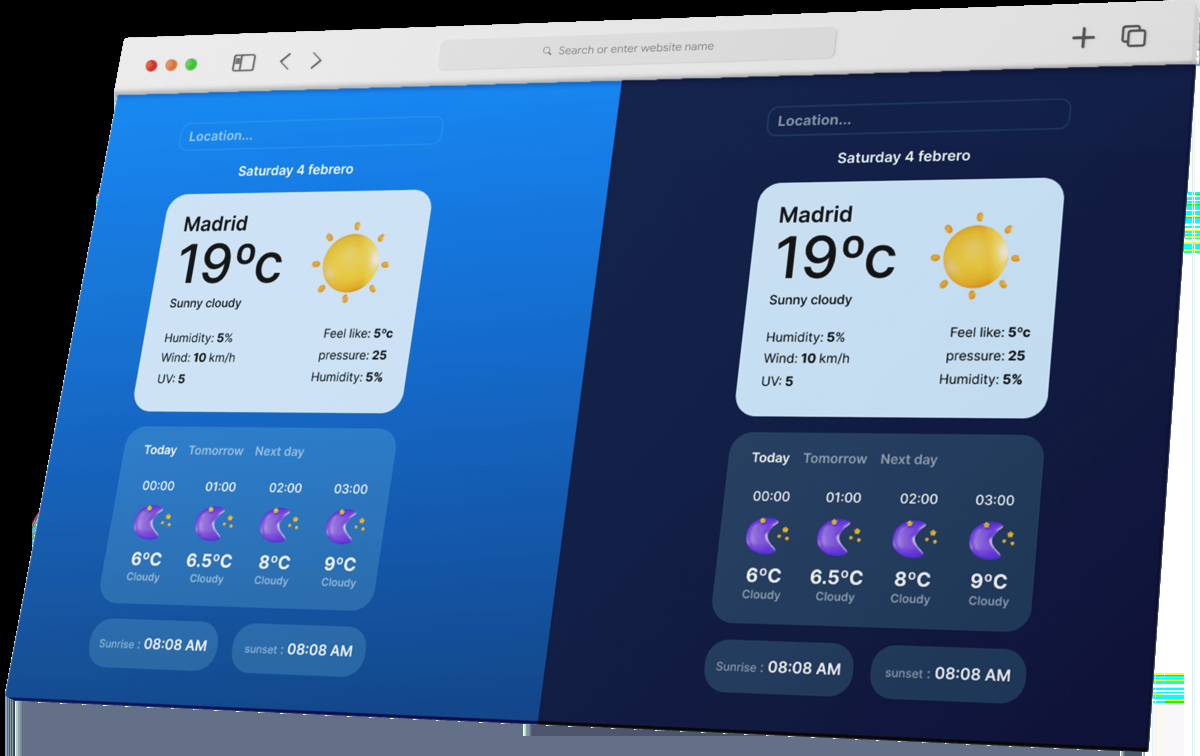 Search or enter website name
Location...
Saturday 4 febrero
Madrid
19ºc
Sunny cloudy
Humidity: 5%
Feel like: 5ºc
Wind: 10 km/h
pressure: 25
UV: 5
Humidity: 5%
Today Tomorrow Next day
00:00 01:00 02:00 03:00
6ºC 6.5ºC 8ºC 9ºC
Cloudy Cloudy Cloudy Cloudy
Sunrise : 08:08 AM
sunset : 08:08 AM
Location...
Saturday 4 febrero
Madrid
19ºc
Sunny cloudy
Humidity: 5%
Feel like: 5ºc
Wind: 10 km/h
pressure: 25
UV: 5
Humidity: 5%
Today Tomorrow Next day
00:00 01:00 02:00 03:00
6ºC 6.5ºC 8ºC 9ºC
Cloudy Cloudy Cloudy Cloudy
Sunrise : 08:08 AM
sunset : 08:08 AM